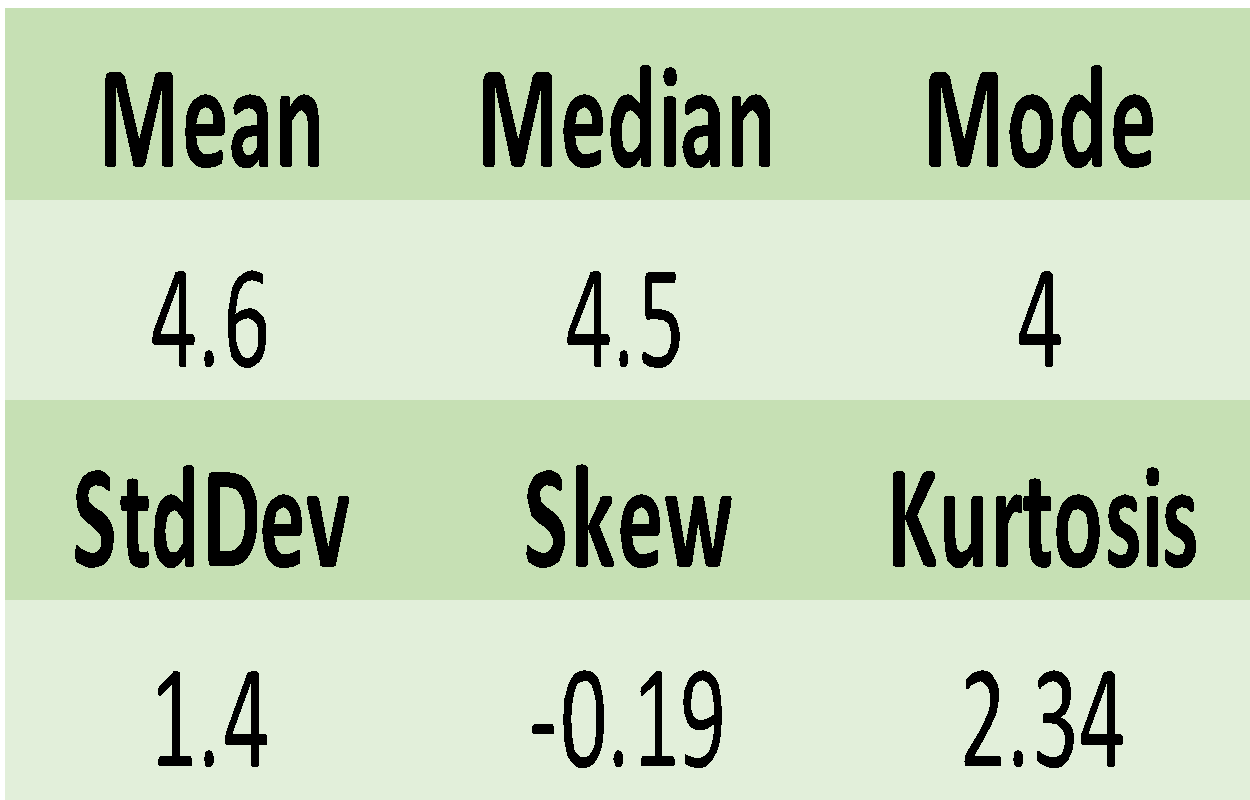 Mean Median Mode
4.6 4.5 4
StdDev Skew Kurtosis
1.4 -0.19 2.34